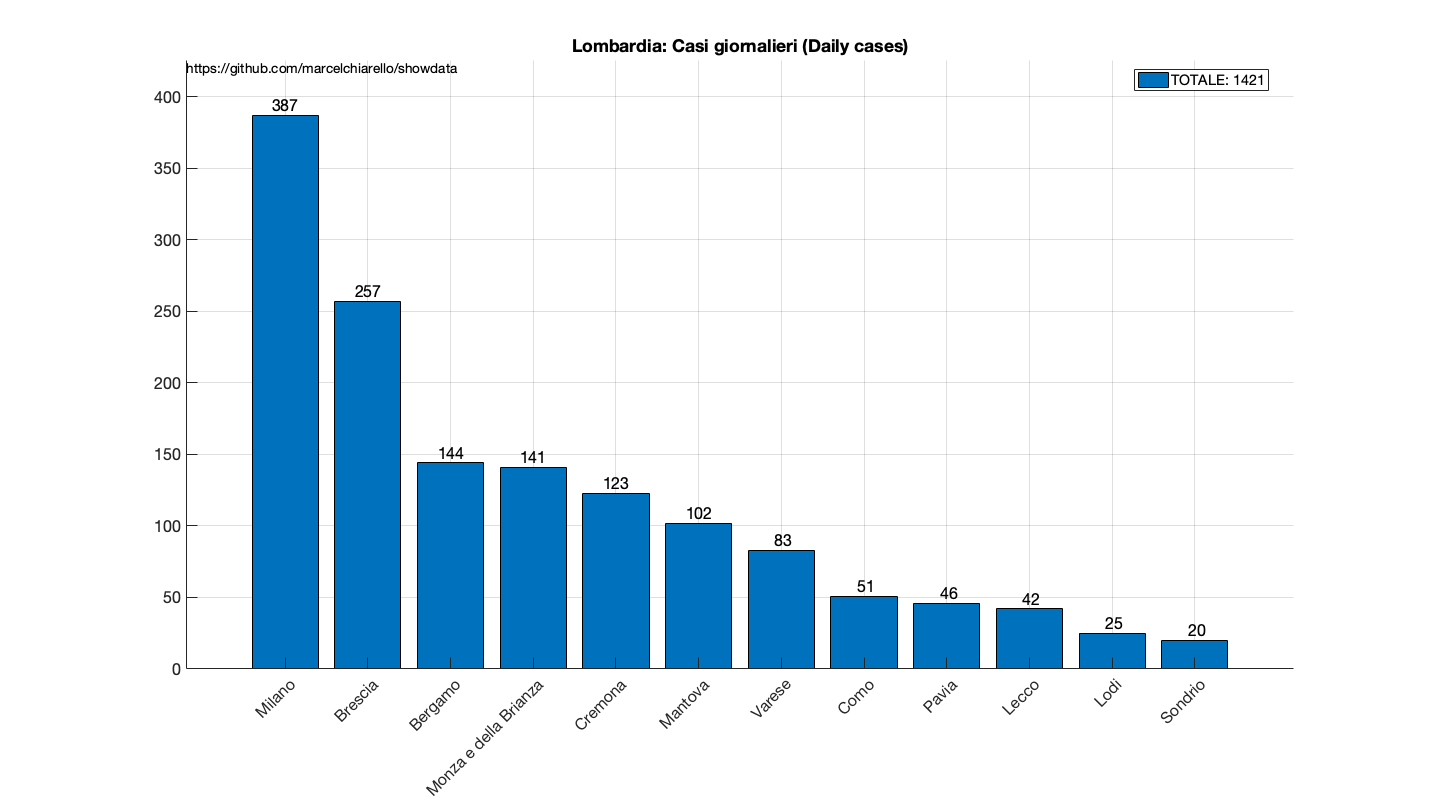 Lombardia: Casi giornalieri (Daily cases)
https://github.com/marcelchiarello/showdata
TOTALE: 1421
400
350
300
250
200
150
100
50
0
387
257
144
141
123
102
83
51
46
42
25
20
Milano
Brescia
Bergamo
Monza e della Brianza
Cremona
Mantova
Varese
Como
Pavia
Lecco
Lodi
Sondrio